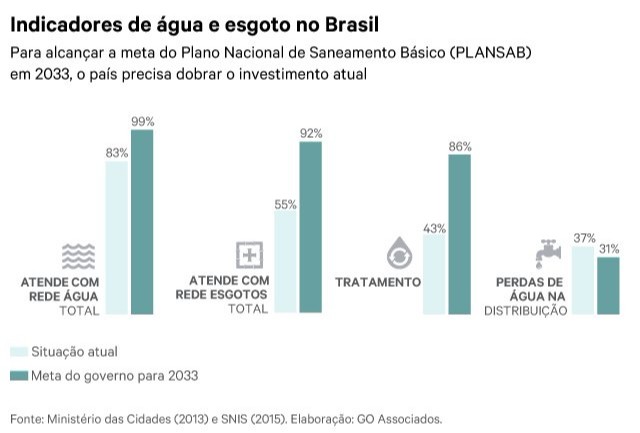 Indicadores de água e esgoto no Brasil
Para alcançar a meta do Plano Nacional de Saneamento Básico (PLANSAB)
em 2033, o país precisa dobrar o investimento atual
83%
99%
ATENDE COM
REDE ÁGUA
TOTAL
55%
92%
ATENDE COM
REDE ESGOTOS
TOTAL
43%
86%
TRATAMENTO
37%
31%
PERDAS DE
ÁGUA NA
DISTRIBUIÇÃO
Situação atual
Meta do governo para 2033
Fonte: Ministério das Cidades (2013) e SNIS (2015). Elaboração: GO Associados.